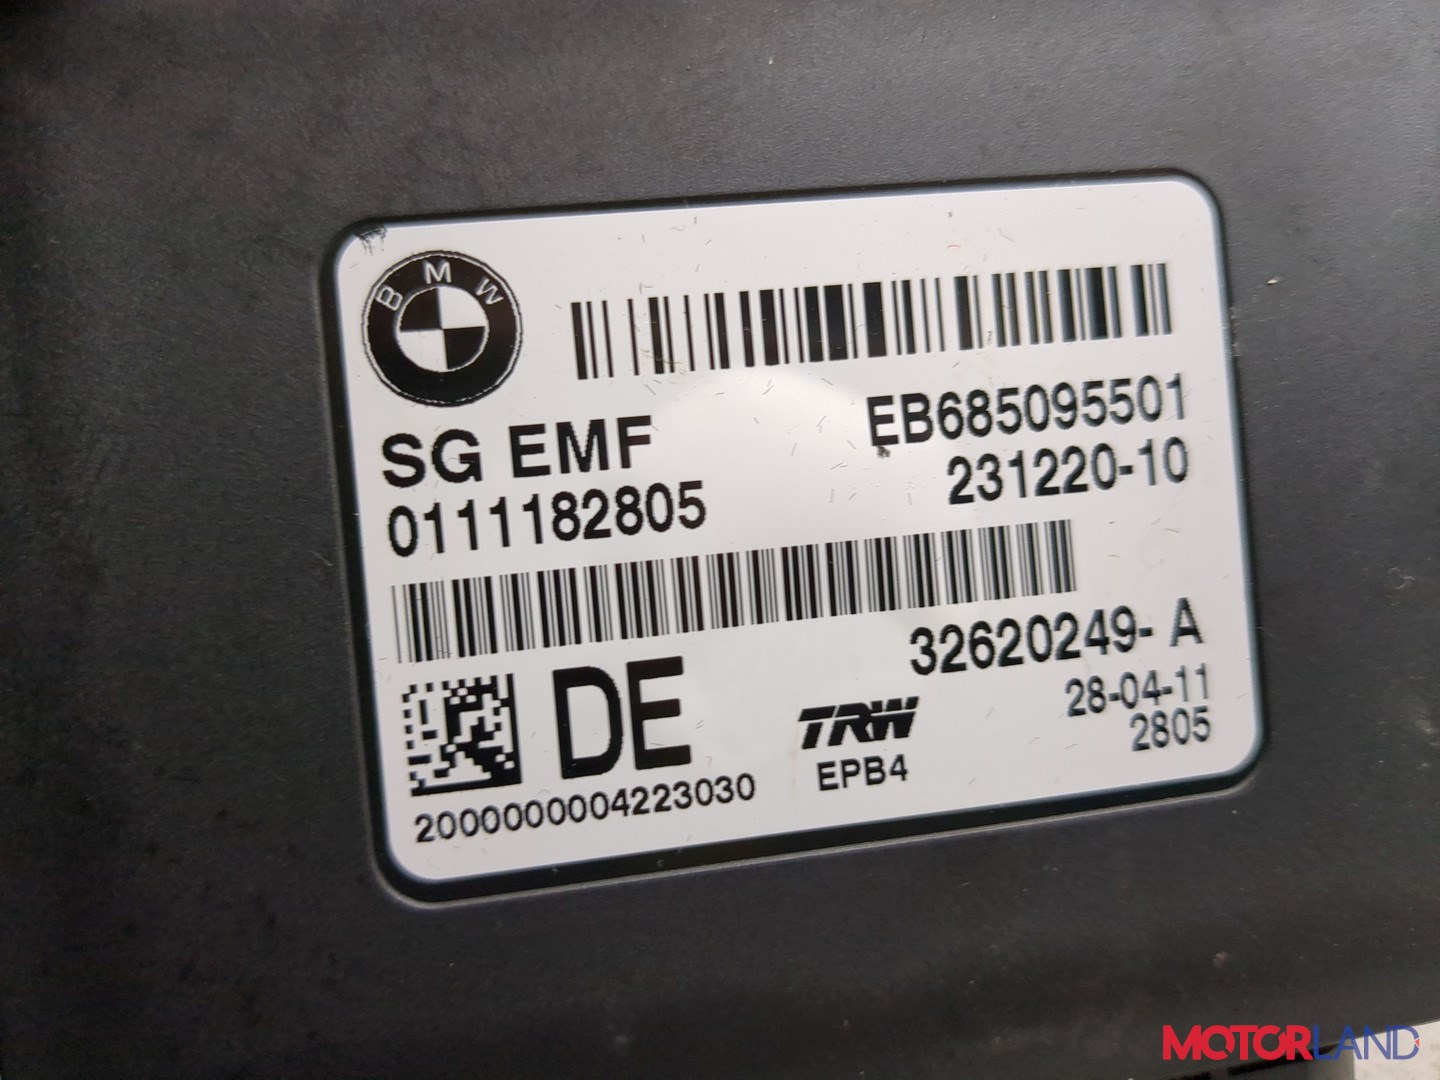 BMW
EB685095501
SG EMF
231220-10
0111182805
32620249- A
DE
28-04-11
TRW
2805
EPB4
2000000004223030
MOTORLAND